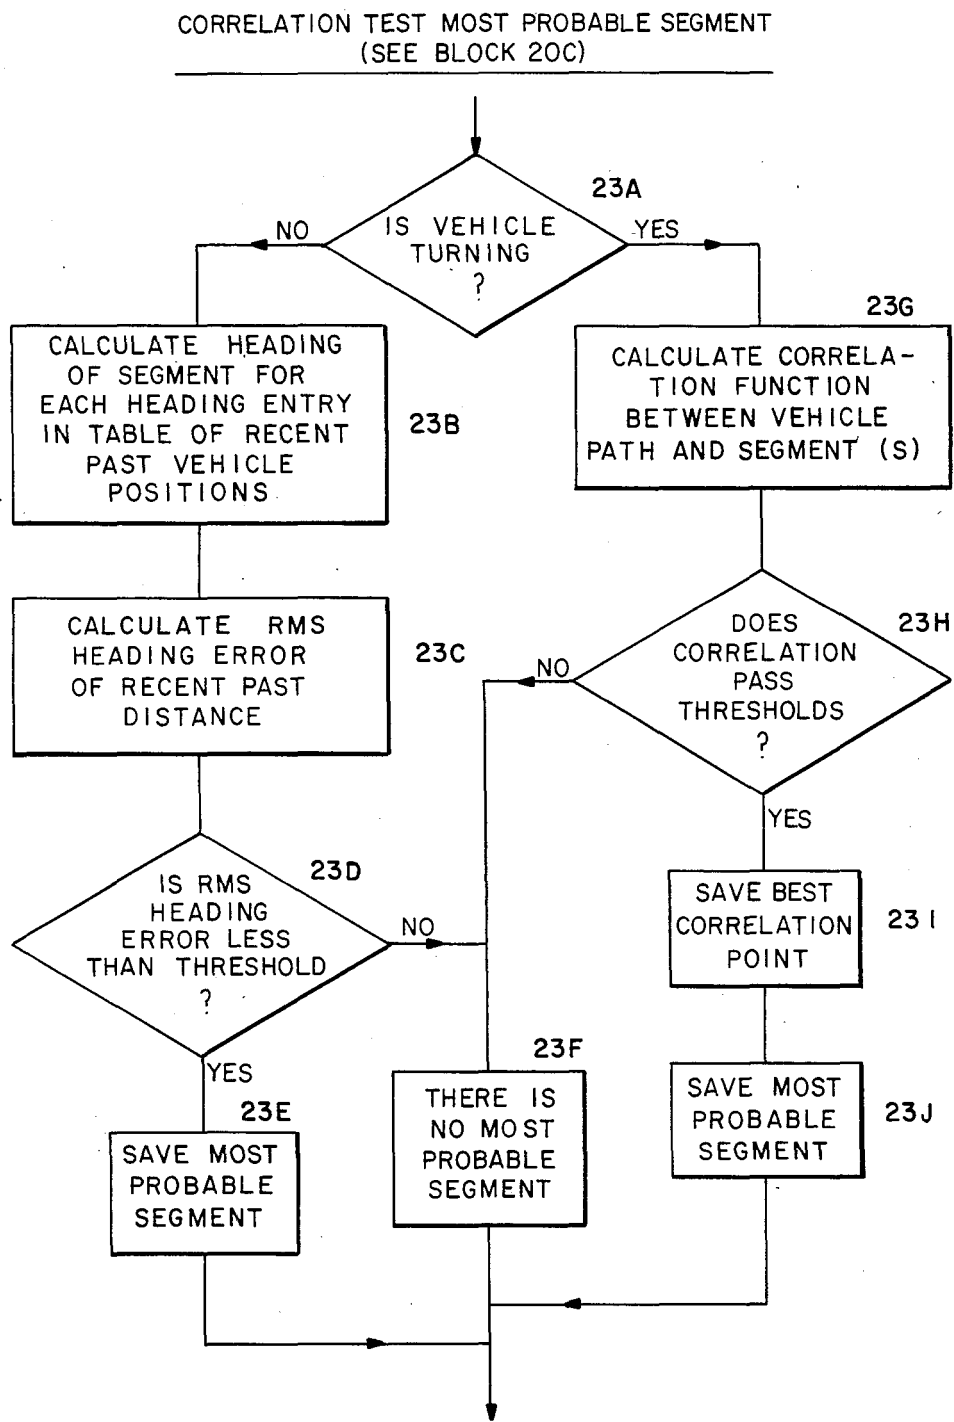 CORRELATION TEST MOST PROBABLE SEGMENT
(SEE BLOCK 20C)
23A
IS VEHICLE
TURNING
?
NO
YES
CALCULATE HEADING
OF SEGMENT FOR
EACH HEADING ENTRY
IN TABLE OF RECENT
PAST VEHICLE
POSITIONS
23B
23G
CALCULATE CORRELA-
TION FUNCTION
BETWEEN VEHICLE
PATH AND SEGMENT (S)
CALCULATE RMS
HEADING ERROR
OF RECENT PAST
DISTANCE
23C
DOES
CORRELATION
PASS
THRESHOLDS
?
23H
NO
YES
23D
IS RMS
HEADING
ERROR LESS
THAN THRESHOLD
?
NO
YES
SAVE BEST
CORRELATION
POINT
23I
23E
SAVE MOST
PROBABLE
SEGMENT
23F
THERE IS
NO MOST
PROBABLE
SEGMENT
SAVE MOST
PROBABLE
SEGMENT
23J